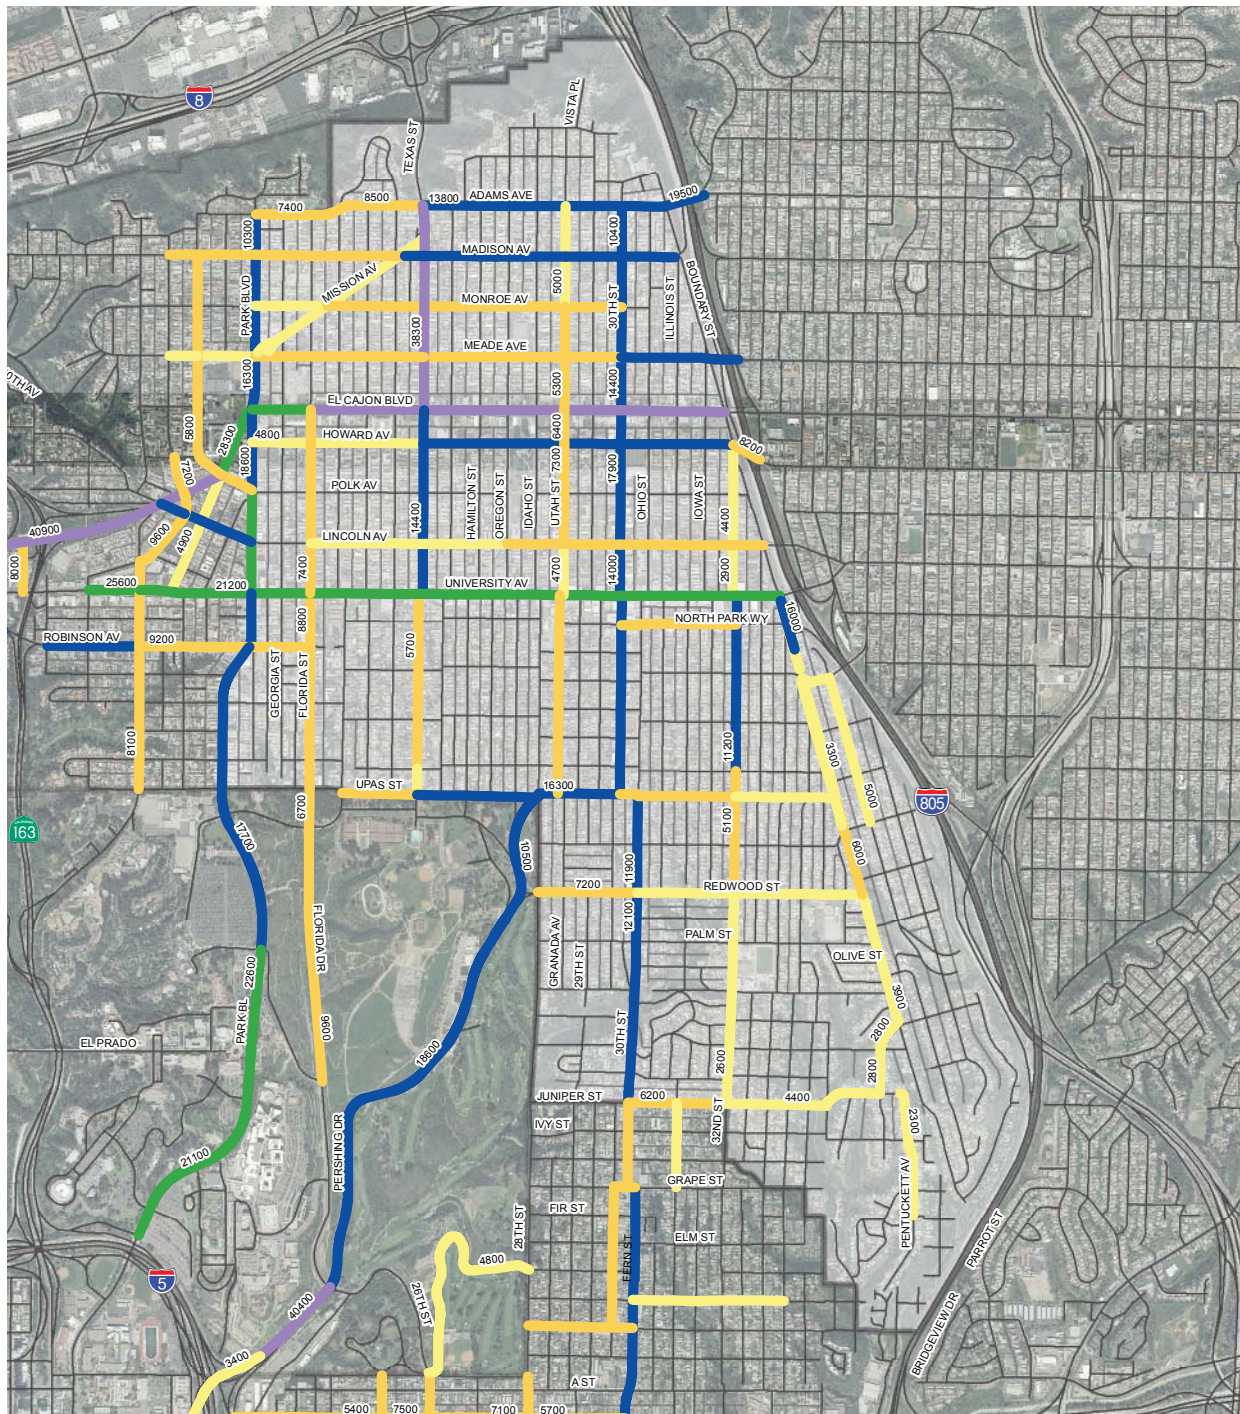 8
VISTA PL
TEXAS ST
8500
13800
ADAMS AVE
19500
7400
10300
10400
MADISON AV
MISSION AV
5000
BOUNDARY ST
PARK BLVD
MONROE AV
30TH ST
ILLINOIS ST
38300
MEADE AVE
16300
5300
14400
EL CAJON BLVD
5800
28300
4800
HOWARD AV
6400
8200
18600
7300
17900
7200
POLK AV
HAMILTON ST
OREGON ST
IDAHO ST
UTAH ST
OHIO ST
IOWA ST
14400
4400
40900
9600
4900
LINCOLN AV
8000
7400
4700
14000
2900
25600
21200
UNIVERSITY AV
16000
8800
NORTH PARK WY
ROBINSON AV
9200
5700
GEORGIA ST
FLORIDA ST
8100
11200
3300
UPAS ST
16300
5000
805
6700
5100
CALIFORNIA
163
17700
10500
6000
11900
7200
REDWOOD ST
12100
FLORIDA DR
GRANADA AV
29TH ST
PALM ST
OLIVE ST
22600
3900
PARK BL
9600
30TH ST
2800
EL PRADO
18600
2600
2800
JUNIPER ST
6200
4400
IVY ST
32ND ST
2300
PERSHING DR
21100
GRAPE ST
PENTUCKETT AV
28TH ST
FIR ST
FERN ST
ELM ST
PARROT ST
5
4800
26TH ST
40400
BRIDGEVIEW DR
3400
A ST
5400
7500
7100
5700